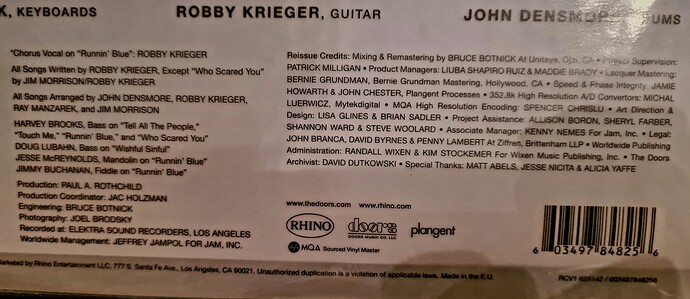 K, KEYBOARDS
ROBBY KRIEGER, GUITAR
JOHN DENSMORE, DRUMS
*Chorus Vocal on "Runnin' Blue": ROBBY KRIEGER
All Songs Written by ROBBY KRIEGER, Except "Who Scared You"
by JIM MORRISON/ROBBY KRIEGER
All Songs Arranged by JOHN DENSMORE, ROBBY KRIEGER,
RAY MANZAREK, and JIM MORRISON
HARVEY BROOKS, Bass on "Tell All The People,"
"Touch Me," "Runnin' Blue," and "Who Scared You"
DOUG LUBAHN, Bass on "Wishful Sinful"
JESSE McREYNOLDS, Mandolin on "Runnin' Blue"
JIMMY BUCHANAN, Fiddle on "Runnin' Blue"
Production: PAUL A. ROTHCHILD
Production Coordinator: JAC HOLZMAN
Engineering: BRUCE BOTNICK
Photography: JOEL BRODSKY
Recorded at: ELEKTRA SOUND RECORDERS, LOS ANGELES
Worldwide Management: JEFFREY JAMPOL FOR JAM, INC.
Reissue Credits: Mixing & Remastering by BRUCE BOTNICK At Uniteye, Ojai, CA • Project Supervision:
PATRICK MILLIGAN • Product Managers: LIUBA SHAPIRO RUIZ & MADDIE BRADY • Lacquer Mastering:
BERNIE GRUNDMAN, Bernie Grundman Mastering, Hollywood, CA • Speed & Phase Integrity: JAMIE
HOWARTH & JOHN CHESTER, Plangent Processes • 352.8k High Resolution A/D Convertors: MICHAL
JUERWICZ, Mytekdigital • MQA High Resolution Encoding: SPENCER CHRISLU • Art Direction &
Design: LISA GLINES & BRIAN SADLER • Project Assistance: ALLISON BORON, SHERYL FARBER,
SHANNON WARD & STEVE WOOLARD • Associate Manager: KENNY NEMES For Jam, Inc. • Legal:
JOHN BRANCA, DAVID BYRNES & PENNY LAMBERT At Ziffren, Brittenham LLP • Worldwide Publishing
Administration: RANDALL WIXEN & KIM STOCKEMER For Wixen Music Publishing, Inc. • The Doors
Archivist: DAVID DUTKOWSKI • Special Thanks: MATT ABELS, JESSE NICITA & ALICIA YAFFE
www.thedoors.com www.rhino.com
RHINO
doors
DOORS MUSIC CO. LLC.
plangent
MQA Sourced Vinyl Master
6 03497 84825 6
Marketed by Rhino Entertainment LLC, 777 S. Santa Fe Ave., Los Angeles, CA 90021. Unauthorized duplication is a violation of applicable laws. Made in the E.U.
RCV1 / 603497848256